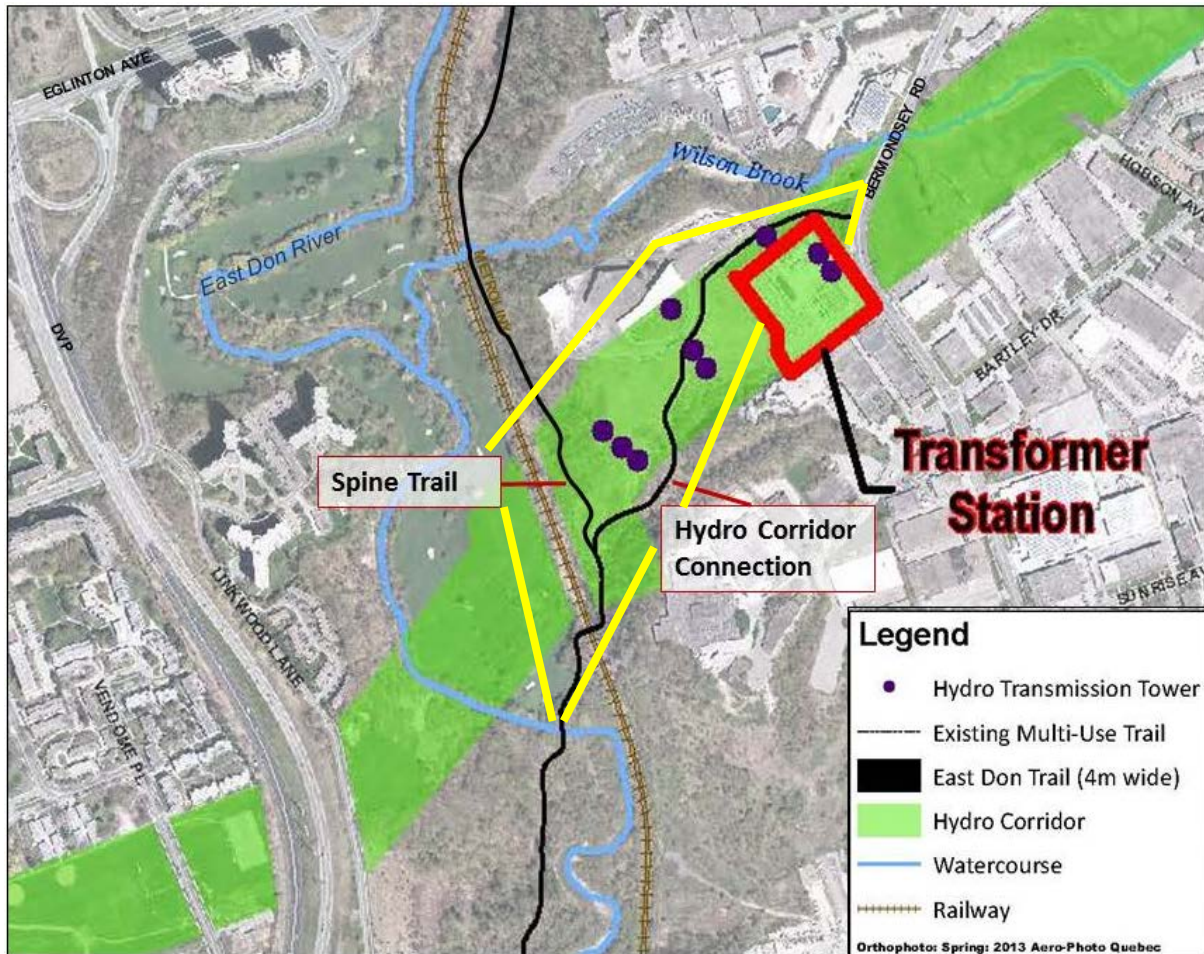 EGLINTON AVE.
BERMONDSEY RD
Wilson Brook
HOBSON AV
East Don River
METROLINX
DVP
BARTLEY DR.
Transformer
Station
Spine Trail
Hydro Corridor
Connection
LINKWOOD LANE
SUNRISE AV
VENDOME PL.
Legend
Hydro Transmission Tower
Existing Multi-Use Trail
East Don Trail (4m wide)
Hydro Corridor
Watercourse
Railway
Orthophoto: Spring: 2013 Aero-Photo Quebec